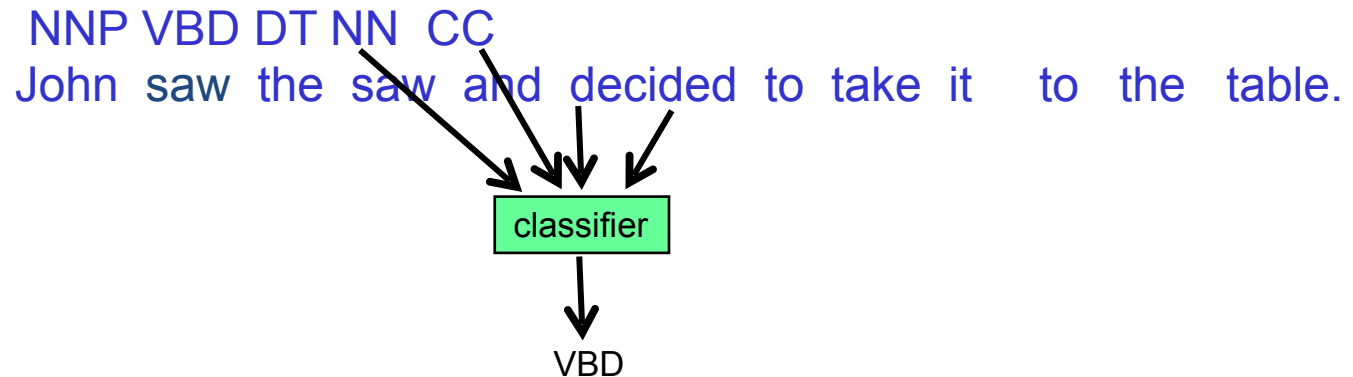 NNP VBD DT NN CC
John saw the saw and decided to take it to the table.
classifier
VBD